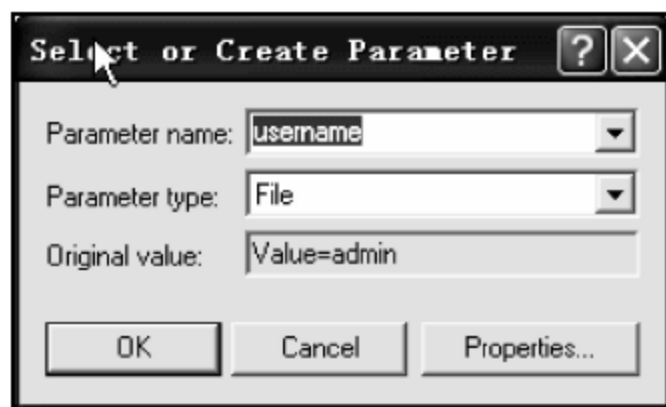 Select or Create Parameter
Parameter name: username
Parameter type: File
Original value: Value=admin
OK Cancel Properties...